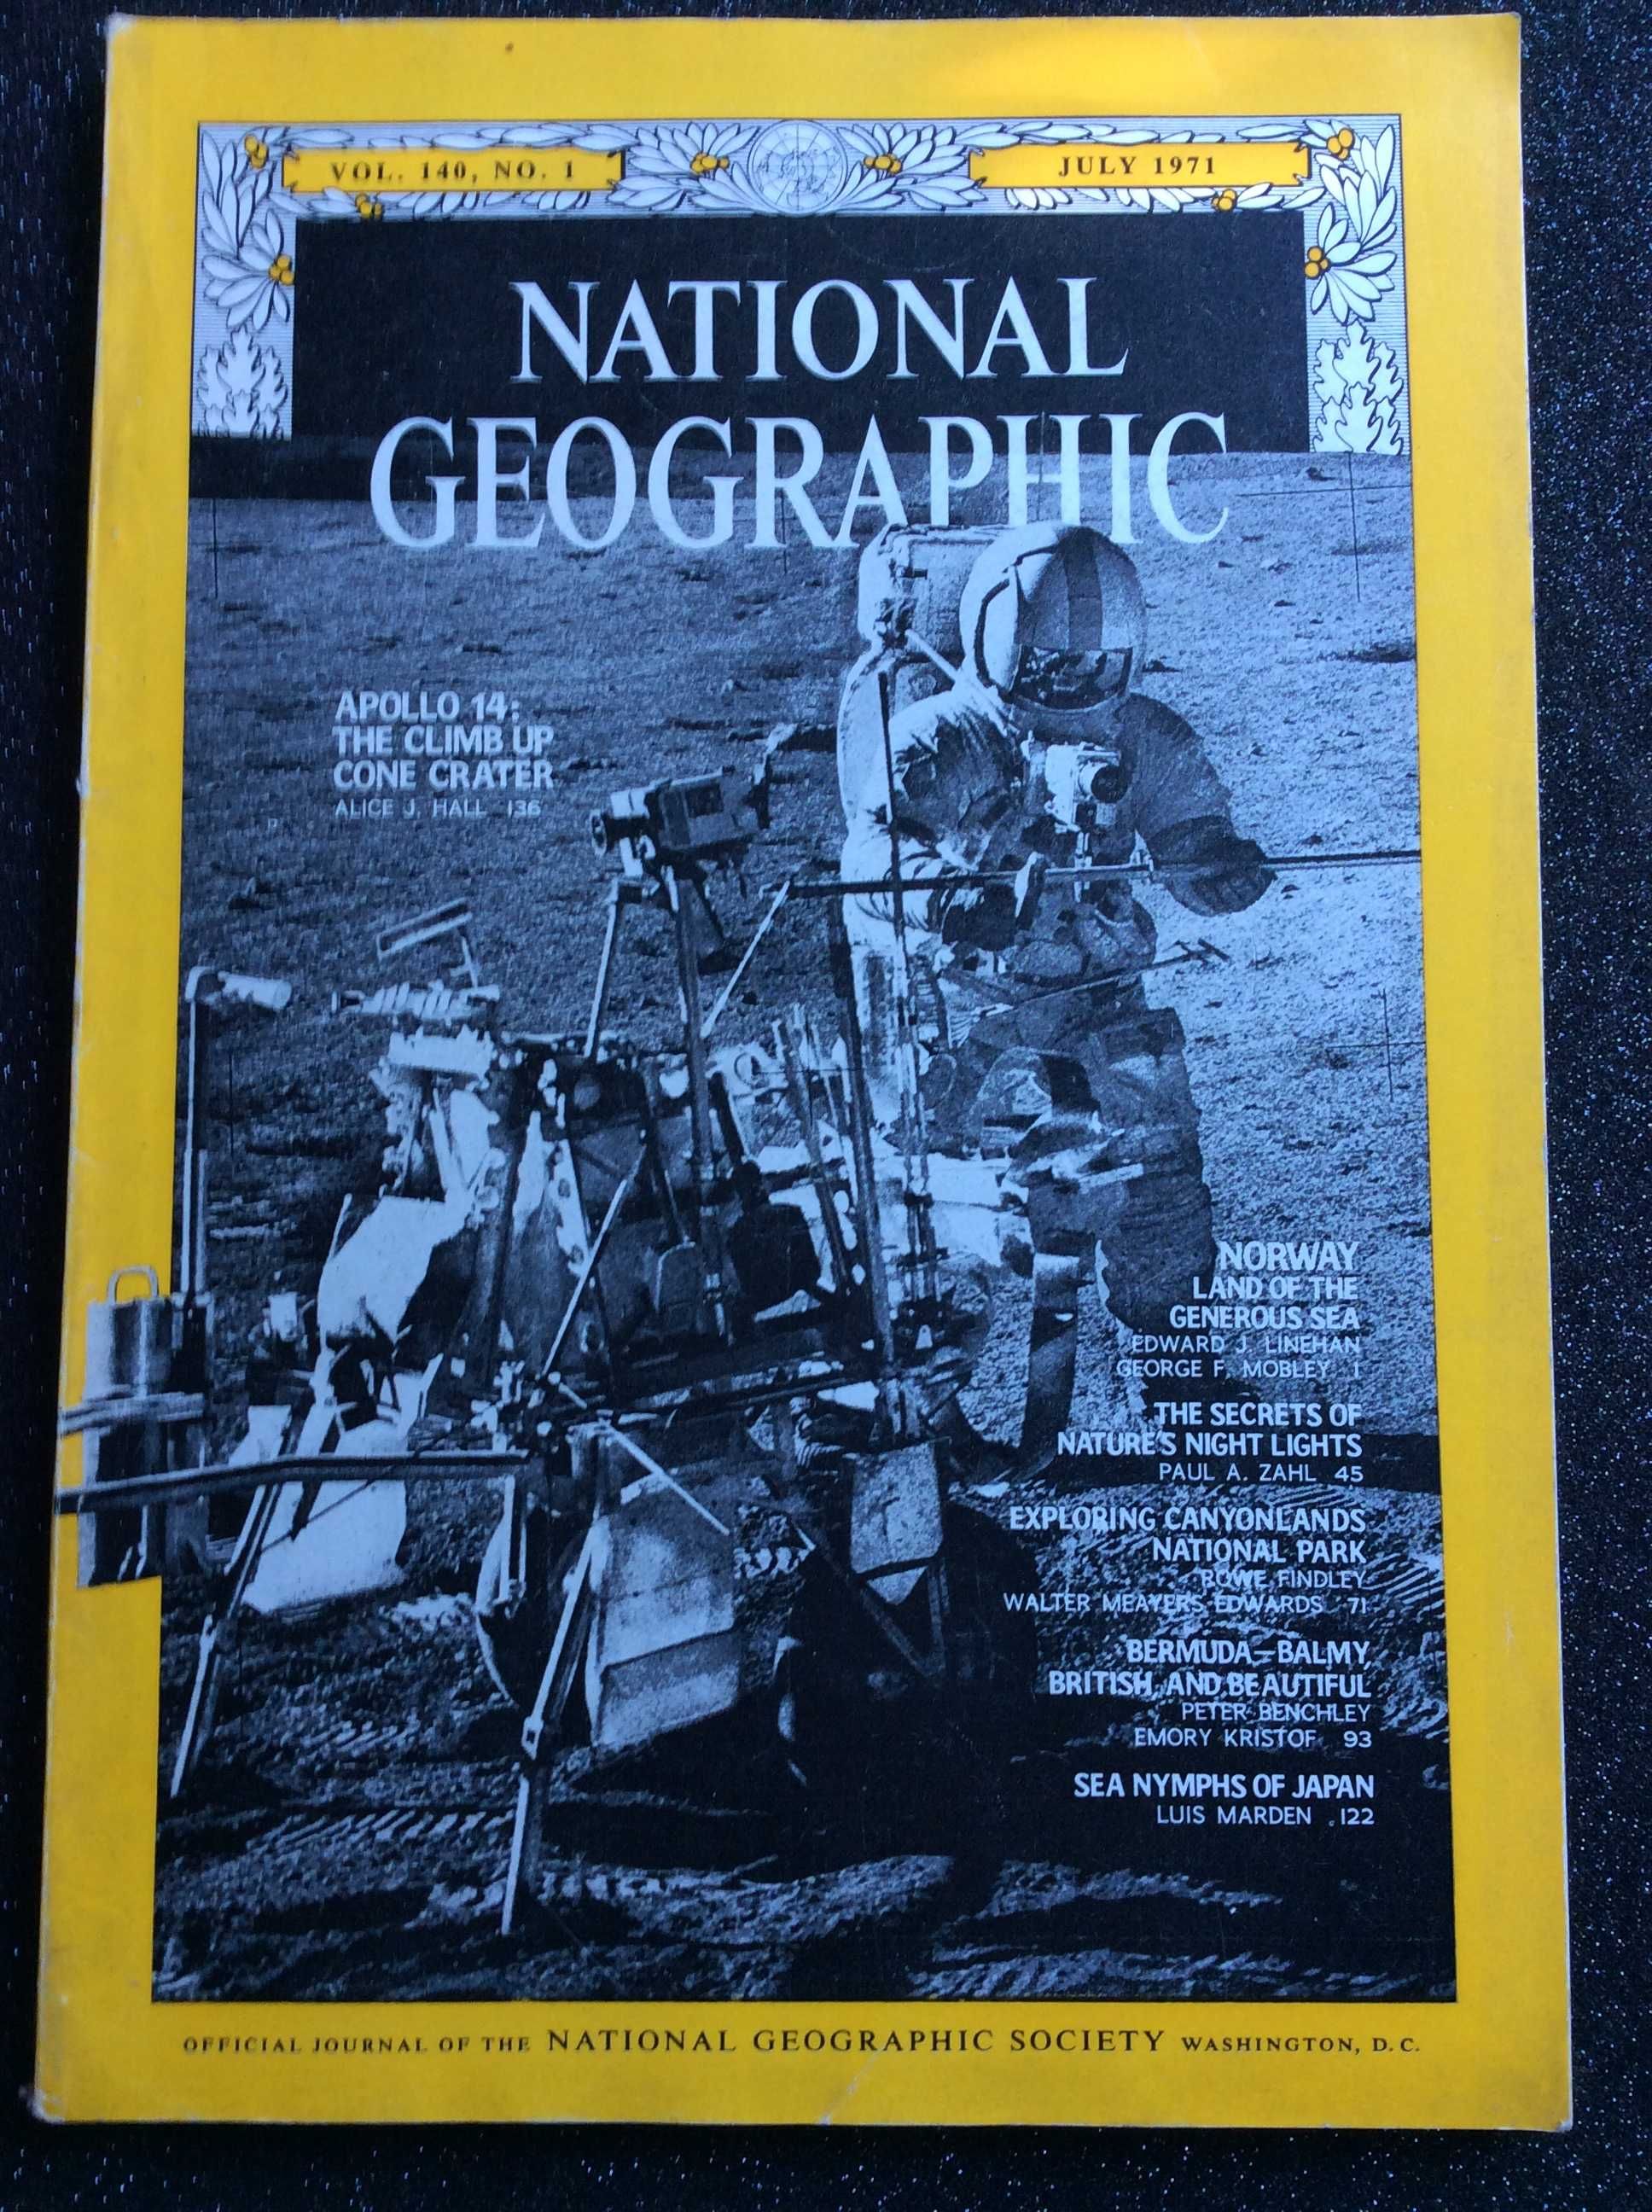 VOL. 140, NO. 1
JULY 1971
NATIONAL
GEOGRAPHIC
APOLLO 14:
THE CLIMB UP
CONE CRATER
ALICE J. HALL 136
NORWAY
LAND OF THE
GENEROUS SEA
EDWARD J. LINEHAN
GEORGE F. MOBLEY 1
THE SECRETS OF
NATURE'S NIGHT LIGHTS
PAUL A. ZAHL 45
EXPLORING CANYONLANDS
NATIONAL PARK
ROWE FINDLEY
WALTER MEAYERS EDWARDS 71
BERMUDA—BALMY,
BRITISH, AND BEAUTIFUL
PETER BENCHLEY
EMORY KRISTOF 93
SEA NYMPHS OF JAPAN
LUIS MARDEN 122
OFFICIAL JOURNAL OF THE NATIONAL GEOGRAPHIC SOCIETY WASHINGTON, D.C.